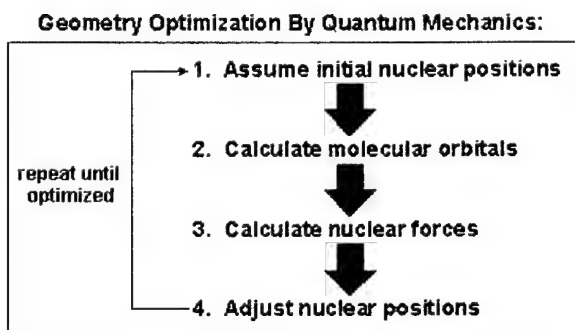 Geometry Optimization By Quantum Mechanics:
1. Assume initial nuclear positions
2. Calculate molecular orbitals
repeat until
optimized
3. Calculate nuclear forces
4. Adjust nuclear positions